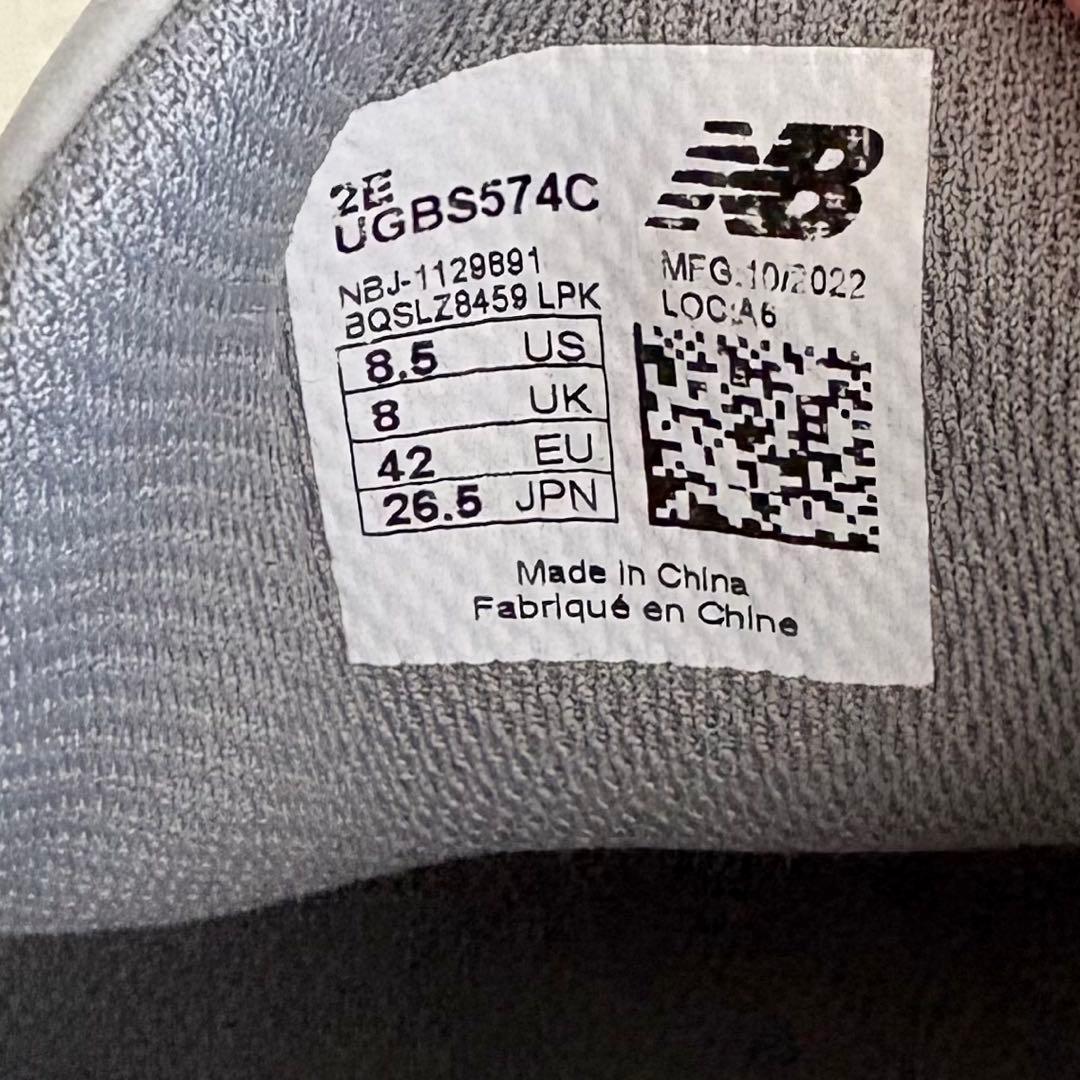 2E
UGBS574C
NBJ-1129891
BQSLZ8459 LPK
8.5 US
8 UK
42 EU
26.5 JPN
NB
MFG.10/2022
LOC:A6
Made in China
Fabriqué en Chine